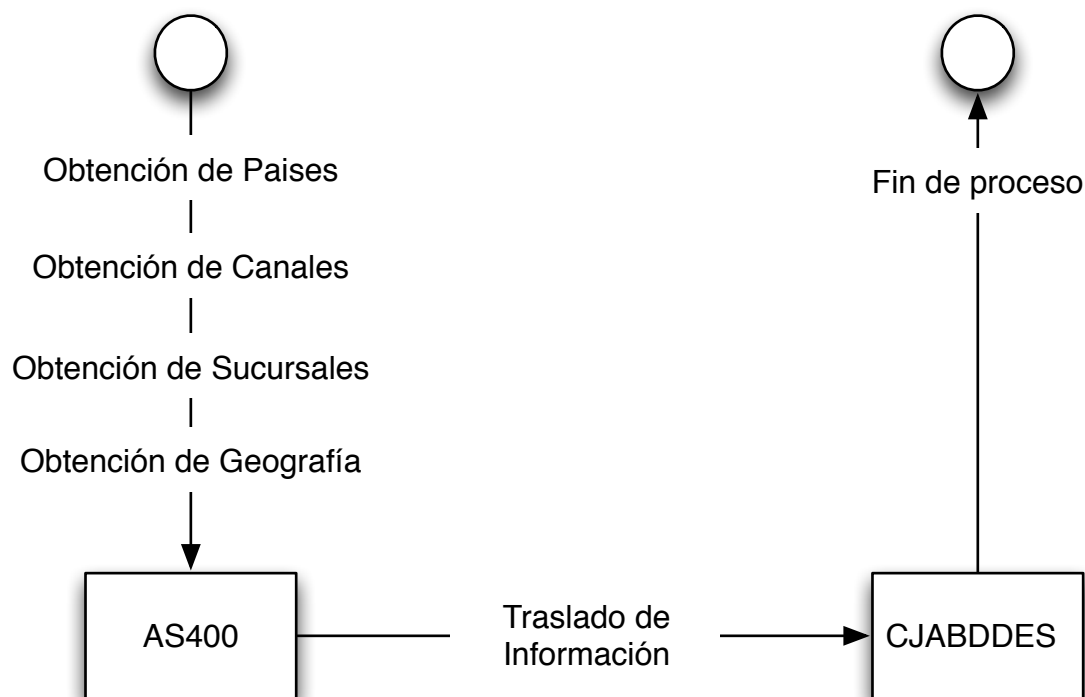 Obtención de Paises
Obtención de Canales
Obtención de Sucursales
Obtención de Geografía
AS400
Traslado de
Información
CJABDDES
Fin de proceso